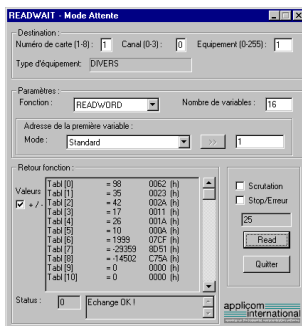 READWAIT - Mode Attente
Destination :
Numéro de carte (1-8) : 1 Canal (0-3) : 0 Equipement (0-255) : 1
Type d'équipement: DIVERS
Paramètres :
Fonction : READWORD Nombre de variables : 16
Adresse de la première variable :
Mode : Standard >> 1
Retour fonction :
Valeurs
+ / -
Tabl [0] = 98 0062 (h)
Tabl [1] = 35 0023 (h)
Tabl [2] = 42 002A (h)
Tabl [3] = 17 0011 (h)
Tabl [4] = 26 001A (h)
Tabl [5] = 10 000A (h)
Tabl [6] = 1999 07CF (h)
Tabl [7] = -29359 8D51 (h)
Tabl [8] = -14502 C75A (h)
Tabl [9] = 0 0000 (h)
Tabl [10] = 0 0000 (h)
Status : 0 Echange OK !
Scrutation
Stop/Erreur
25
Read
Quitter
applicom
international